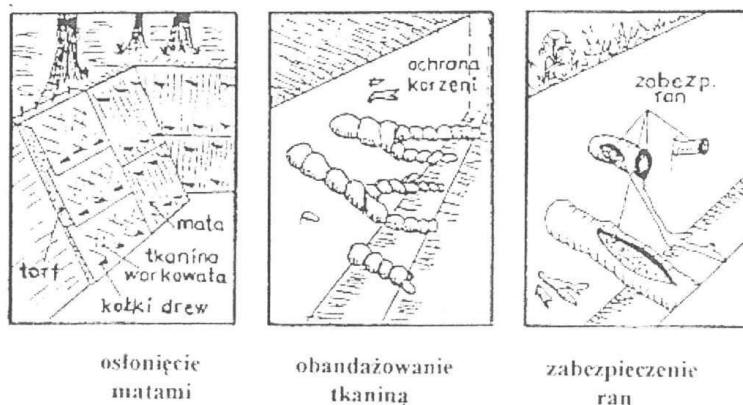 torf
mata
tkanina
workowata
kołki drew
ochrona
korzeni
zabezp.
ran
osłonięcie
matami
obandażowanie
tkaniną
zabezpieczenie
ran